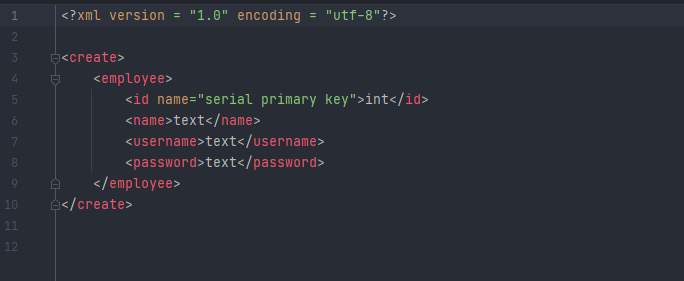 1 <?xml version = "1.0" encoding = "utf-8"?>
2
3 <create>
4 <employee>
5 <id name="serial primary key">int</id>
6 <name>text</name>
7 <username>text</username>
8 <password>text</password>
9 </employee>
10 </create>
11
12